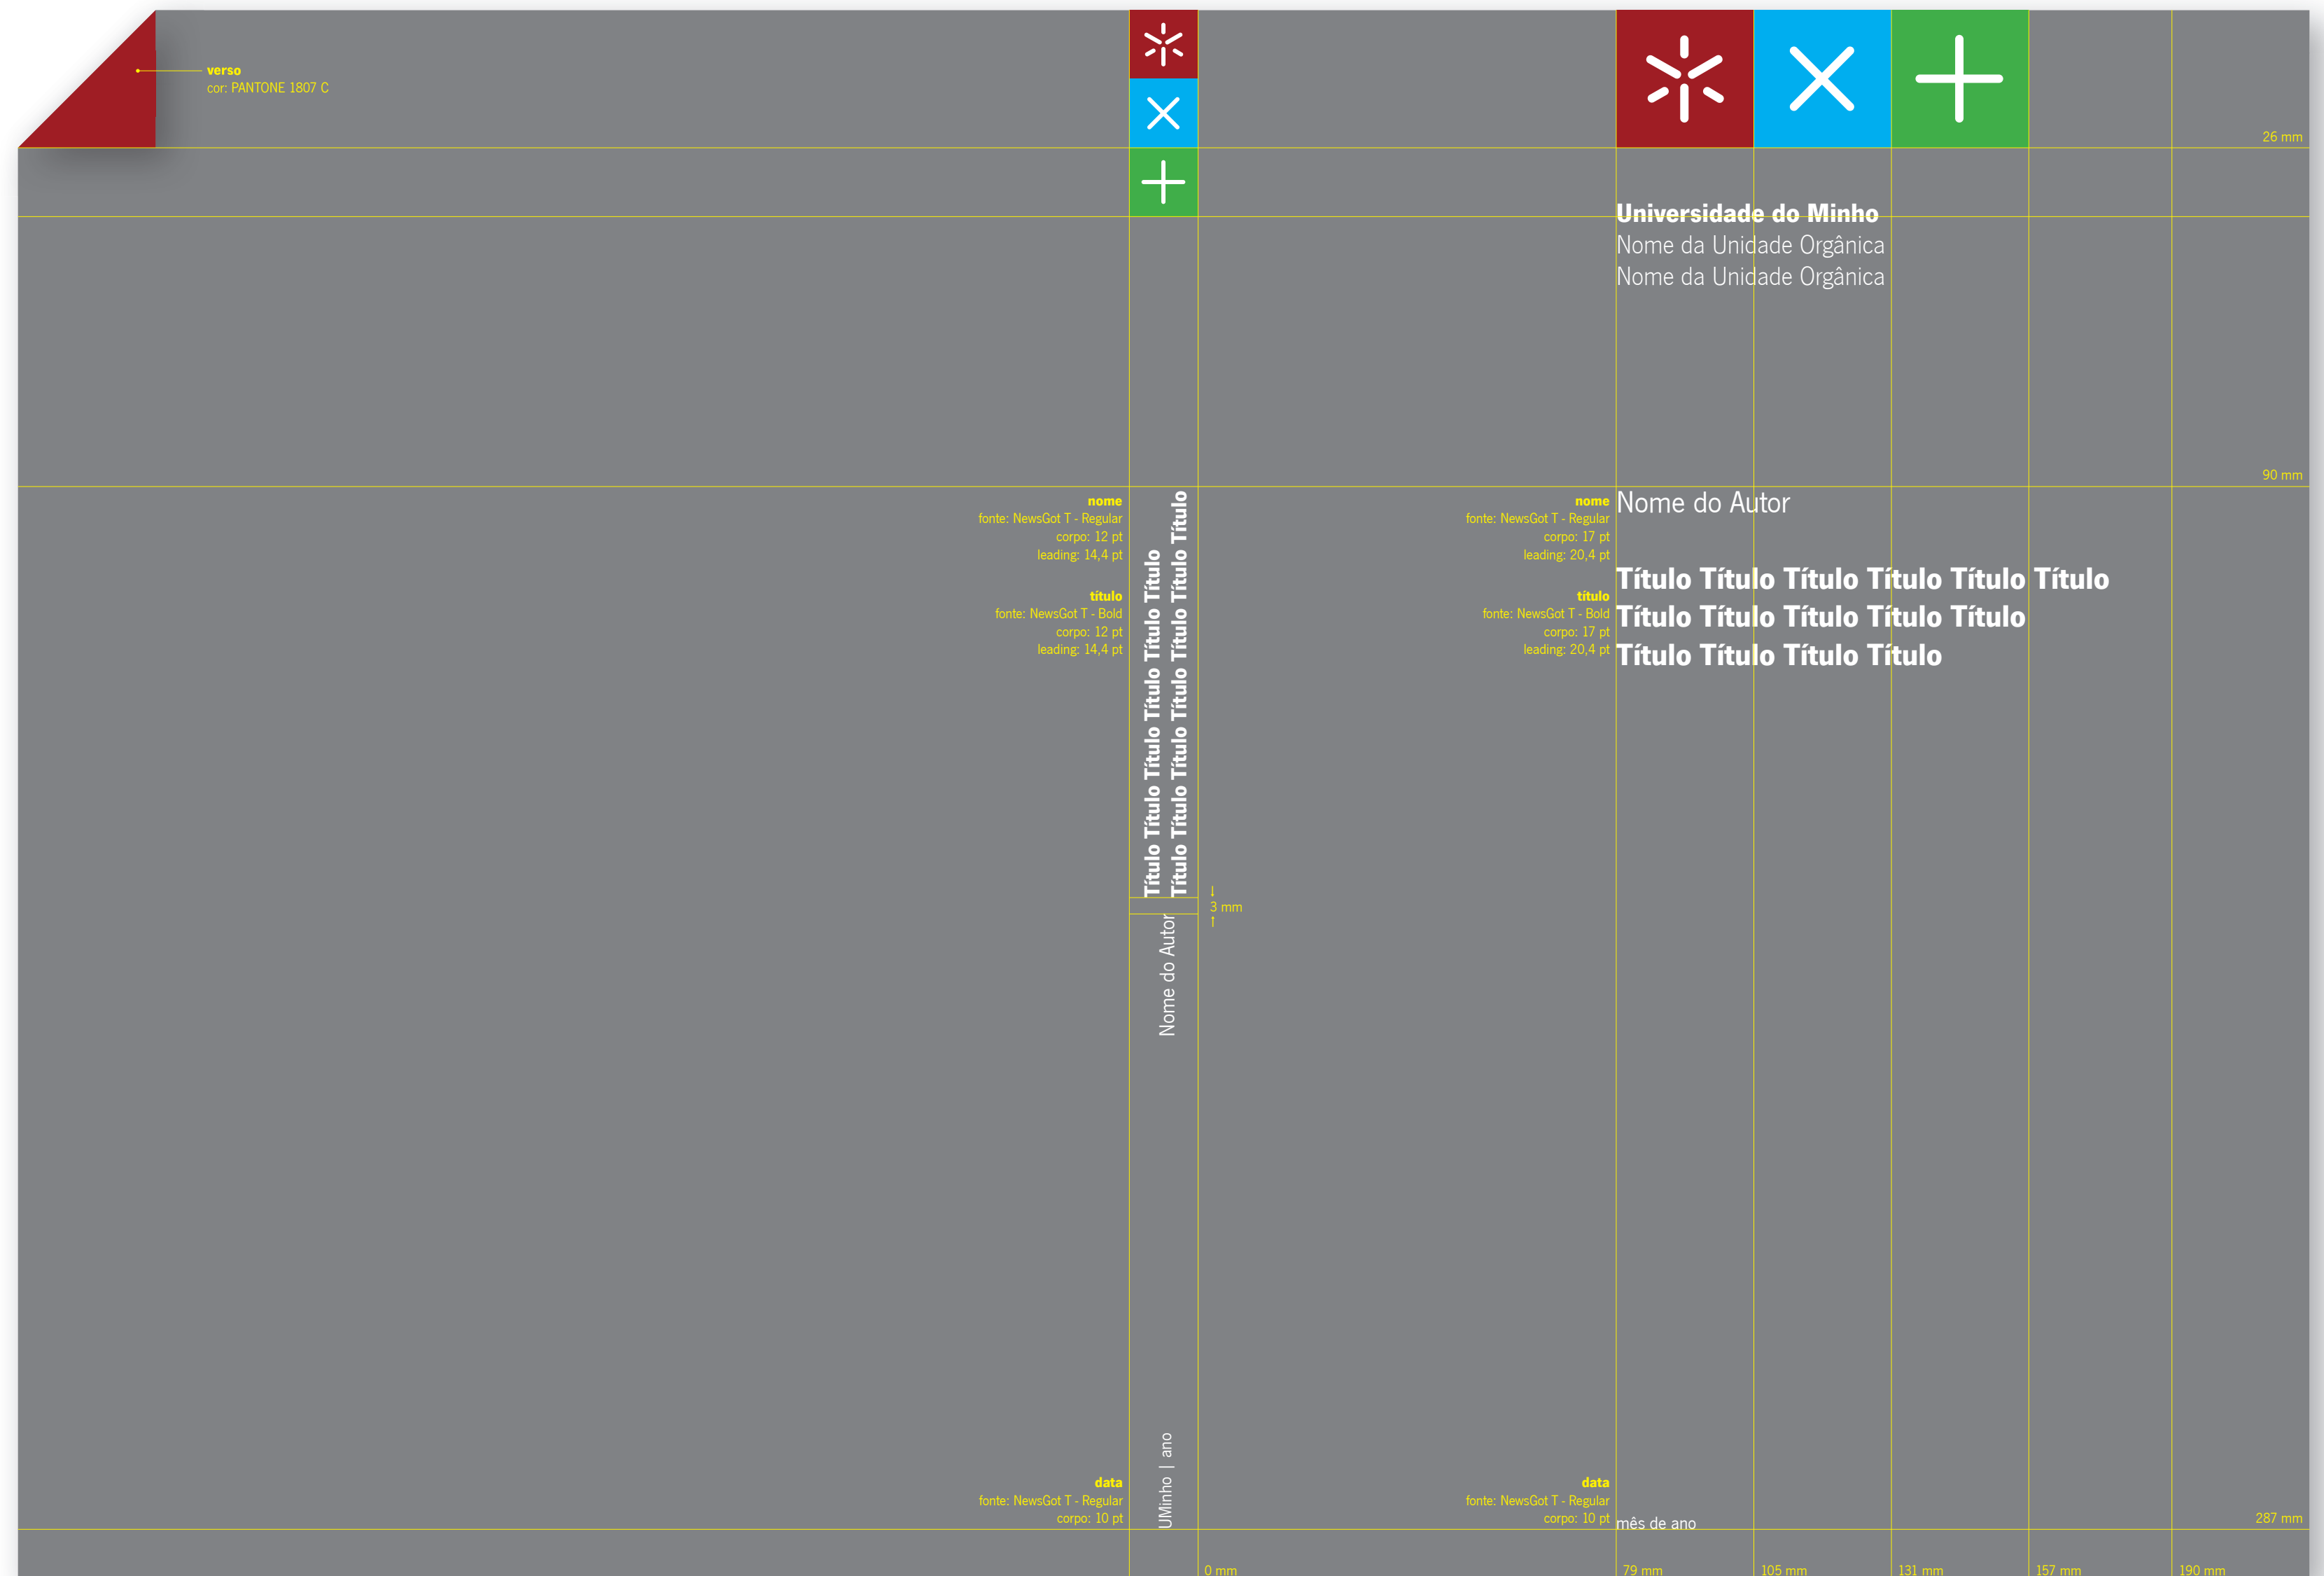 verso
cor: PANTONE 1807 C
26 mm
Universidade do Minho
Nome da Unidade Orgânica
Nome da Unidade Orgânica
90 mm
nome
fonte: NewsGot T - Regular
corpo: 12 pt
leading: 14,4 pt
título
fonte: NewsGot T - Bold
corpo: 12 pt
leading: 14,4 pt
Título Título Título Título Título Título
Título Título Título Título Título Título Título
3 mm
Nome do Autor
UMinho | ano
data
fonte: NewsGot T - Regular
corpo: 10 pt
nome
fonte: NewsGot T - Regular
corpo: 17 pt
leading: 20,4 pt
título
fonte: NewsGot T - Bold
corpo: 17 pt
leading: 20,4 pt
Nome do Autor
Título Título Título Título Título Título
Título Título Título Título Título
Título Título Título Título
data
fonte: NewsGot T - Regular
corpo: 10 pt
mês de ano
287 mm
0 mm
79 mm
105 mm
131 mm
157 mm
190 mm